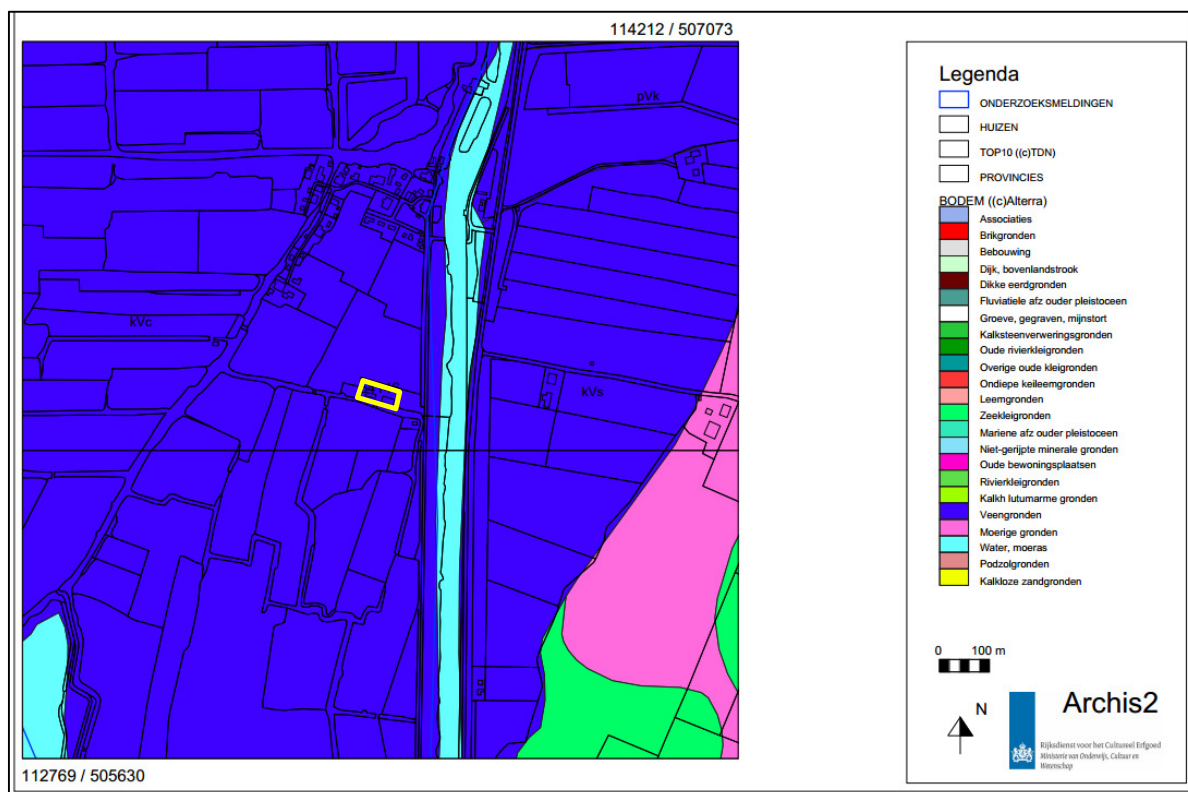 114212 / 507073
pVk
kVc
kVs
112769 / 505630
Legenda
ONDERZOEKSMELDINGEN
HUIZEN
TOP10 ((c)TDN)
PROVINCIES
BODEM ((c)Alterra)
Associaties
Brikgronden
Bebouwing
Dijk, bovenlandstrook
Dikke eerdgronden
Fluviatiele afz ouder pleistoceen
Groeve, gegraven, mijnstort
Kalksteenverweringsgronden
Oude rivierkleigronden
Overige oude kleigronden
Ondiepe keileemgronden
Leemgronden
Zeekleigronden
Mariene afz ouder pleistoceen
Niet-gerijpte minerale gronden
Oude bewoningsplaatsen
Rivierkleigronden
Kalkh lutumarme gronden
Veengronden
Moerige gronden
Water, moeras
Podzolgronden
Kalkloze zandgronden
0 100 m
N
Archis2
Rijksdienst voor het Cultureel Erfgoed
Ministerie van Onderwijs, Cultuur en
Wetenschap